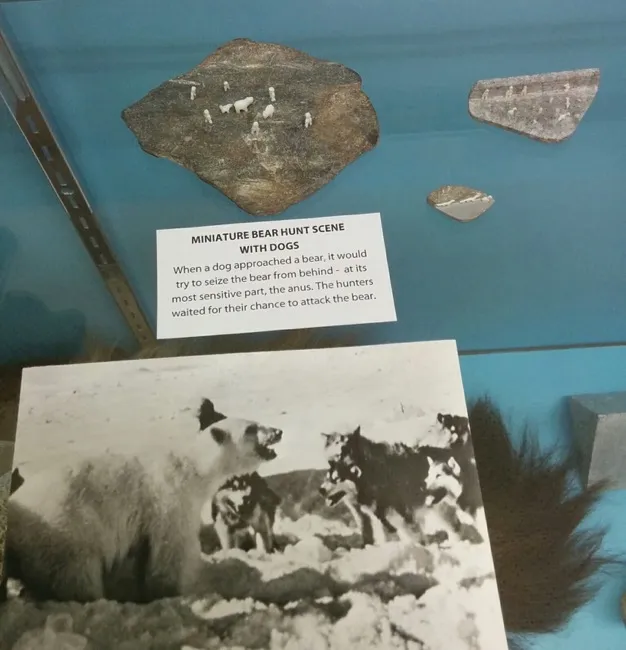 MINIATURE BEAR HUNT SCENE
WITH DOGS
When a dog approached a bear, it would
try to seize the bear from behind - at its
most sensitive part, the anus. The hunters
waited for their chance to attack the bear.